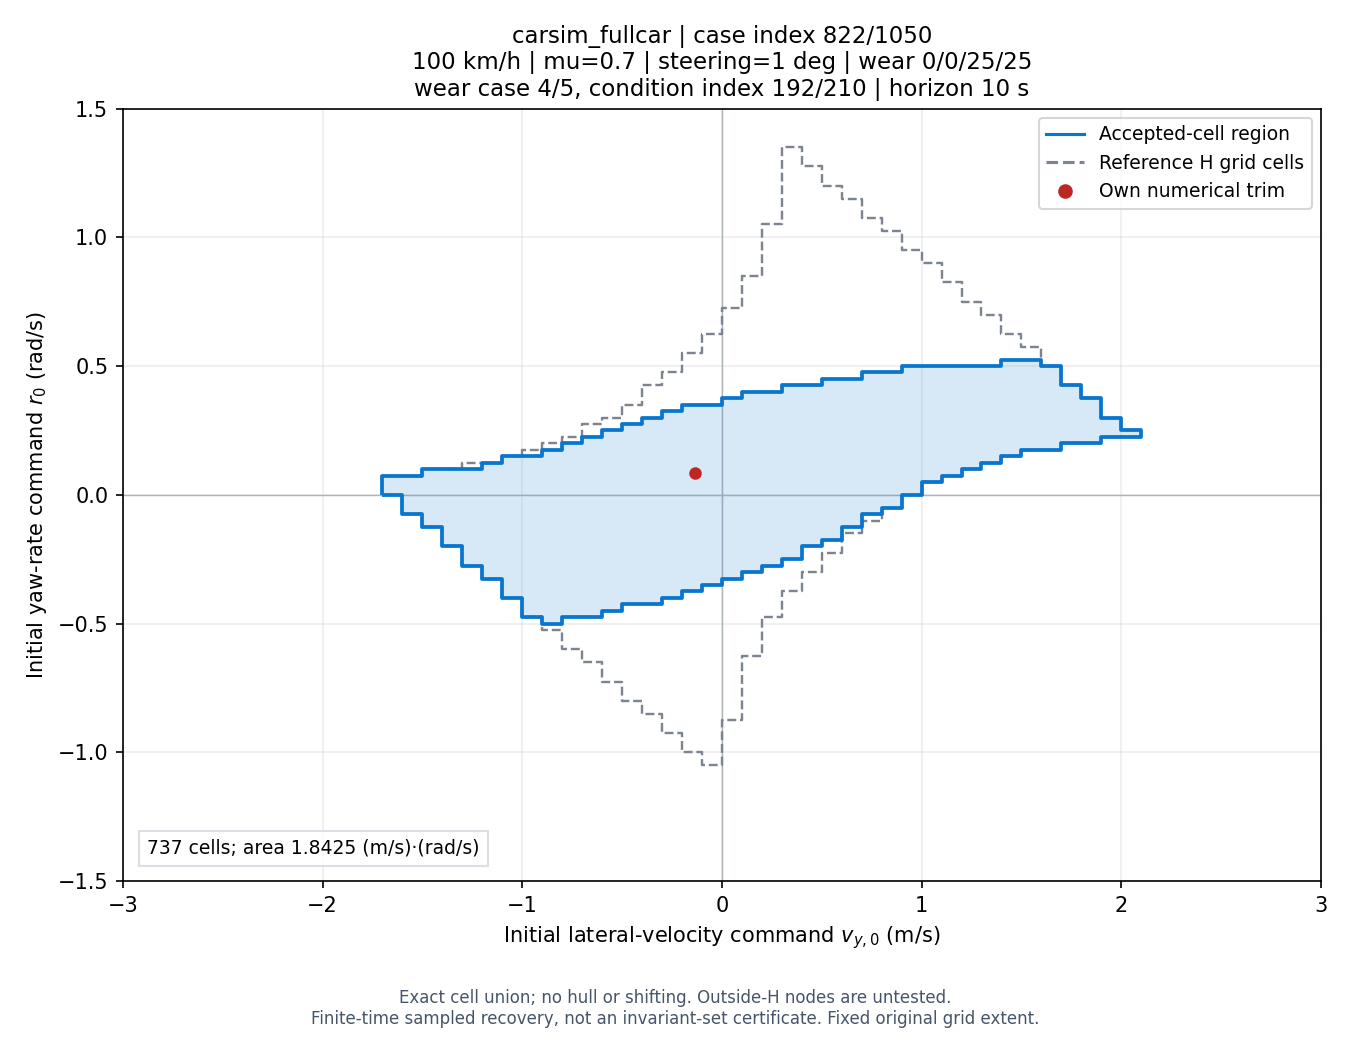 carsim_fullcar | case index 822/1050
100 km/h | mu=0.7 | steering=1 deg | wear 0/0/25/25
wear case 4/5, condition index 192/210 | horizon 10 s
Accepted-cell region
Reference H grid cells
Own numerical trim
1.5
1.0
0.5
0.0
−0.5
−1.0
−1.5
Initial yaw-rate command r₀ (rad/s)
737 cells; area 1.8425 (m/s)·(rad/s)
−3 −2 −1 0 1 2 3
Initial lateral-velocity command v_{y,0} (m/s)
Exact cell union; no hull or shifting. Outside-H nodes are untested.
Finite-time sampled recovery, not an invariant-set certificate. Fixed original grid extent.